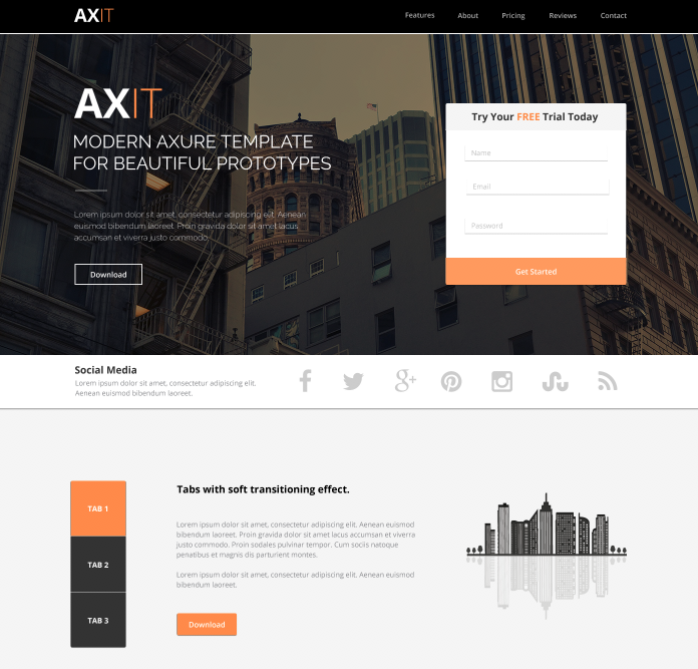 AXIT
Features About Pricing Reviews Contact
AXIT
MODERN AXURE TEMPLATE
FOR BEAUTIFUL PROTOTYPES
Lorem ipsum dolor sit amet, consectetur adipiscing elit. Aenean
euismod bibendum laoreet. Proin gravida dolor sit amet lacus
accumsan et viverra justo commodo.
Download
Try Your FREE Trial Today
Name
Email
Password
Get Started
Social Media
Lorem ipsum dolor sit amet, consectetur adipiscing elit.
Aenean euismod bibendum laoreet.
TAB 1
TAB 2
TAB 3
Tabs with soft transitioning effect.
Lorem ipsum dolor sit amet, consectetur adipiscing elit. Aenean euismod
bibendum laoreet. Proin gravida dolor sit amet lacus accumsan et viverra
justo commodo. Proin sodales pulvinar tempor. Cum sociis natoque
penatibus et magnis dis parturient montes.
Lorem ipsum dolor sit amet, consectetur adipiscing elit. Aenean euismod
bibendum laoreet.
Download